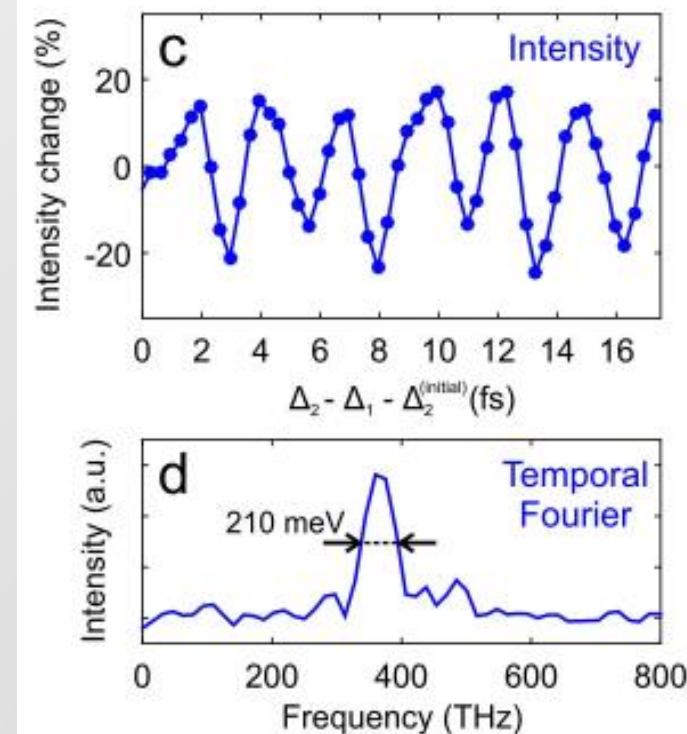 c
Intensity
Intensity change (%)
20
0
-20
0 2 4 6 8 10 12 14 16
Δ₂ - Δ₁ - Δ₂⁽ⁱⁿⁱᵗⁱᵃˡ⁾ (fs)
d
Temporal
Fourier
210 meV
Intensity (a.u.)
0 200 400 600 800
Frequency (THz)